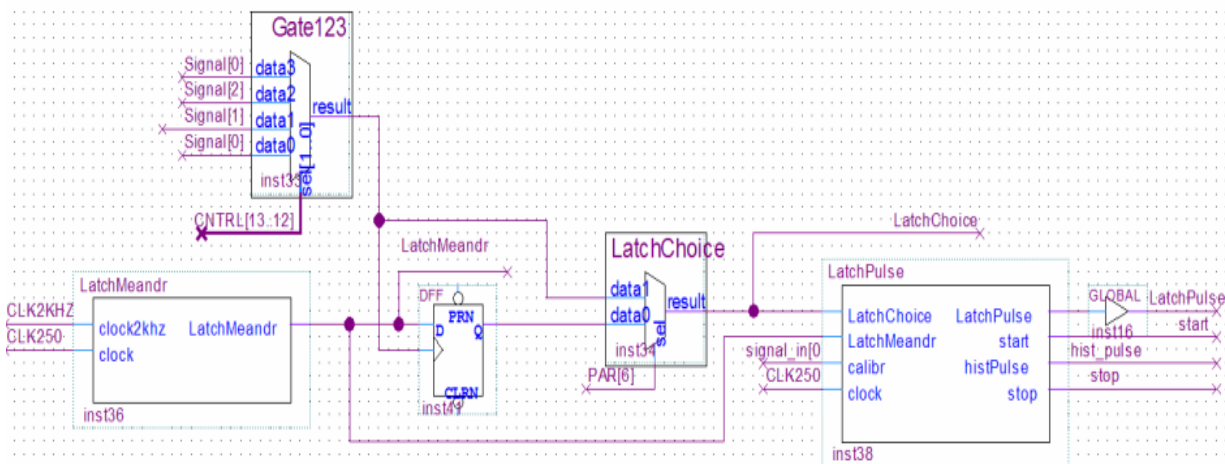 Gate123
Signal[0]
data3
Signal[2]
data2
result
Signal[1]
data1
Signal[0]
data0
sel[1..0]
inst33
CNTRL[13..12]
LatchChoice
LatchMeandr
LatchChoice
LatchMeandr
DFF
data1
result
data0
sel
inst34
PAR[6]
LatchPulse
GLOBAL
LatchPulse
inst16
CLK2KHZ
clock2khz
LatchMeandr
CLK250
clock
inst36
PRN
D
Q
CLRN
inst41
LatchChoice
LatchPulse
start
LatchMeandr
start
signal_in[0
calibr
histPulse
hist_pulse
CLK250
clock
stop
stop
inst38